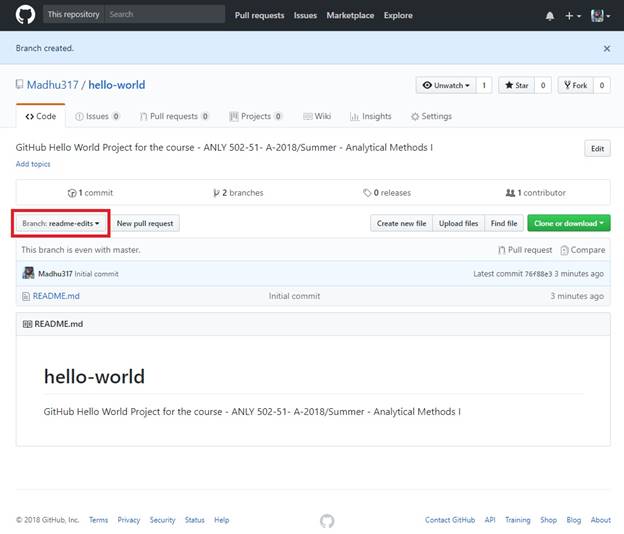 This repository Search Pull requests Issues Marketplace Explore
Branch created. ×
Madhu317 / hello-world Unwatch 1 Star 0 Fork 0
Code Issues 0 Pull requests 0 Projects 0 Wiki Insights Settings
GitHub Hello World Project for the course - ANLY 502-51- A-2018/Summer - Analytical Methods I Edit
Add topics
1 commit 2 branches 0 releases 1 contributor
Branch: readme-edits New pull request Create new file Upload files Find file Clone or download
This branch is even with master. Pull request Compare
Madhu317 Initial commit Latest commit 76f88e3 3 minutes ago
README.md Initial commit 3 minutes ago
README.md
hello-world
GitHub Hello World Project for the course - ANLY 502-51- A-2018/Summer - Analytical Methods I
© 2018 GitHub, Inc. Terms Privacy Security Status Help Contact GitHub API Training Shop Blog About